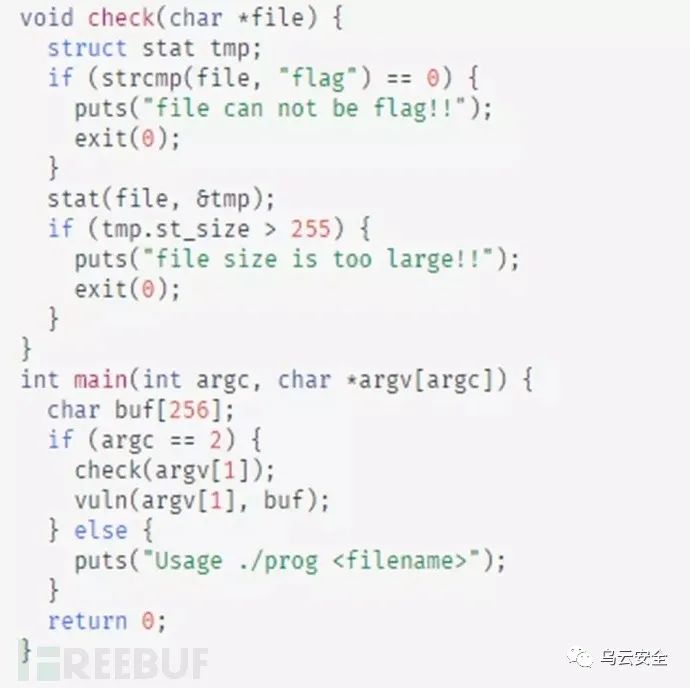 void check(char *file) {
  struct stat tmp;
  if (strcmp(file, "flag") == 0) {
    puts("file can not be flag!!");
    exit(0);
  }
  stat(file, &tmp);
  if (tmp.st_size > 255) {
    puts("file size is too large!!");
    exit(0);
  }
}
int main(int argc, char *argv[argc]) {
  char buf[256];
  if (argc == 2) {
    check(argv[1]);
    vuln(argv[1], buf);
  } else {
    puts("Usage ./prog <filename>");
  }
  return 0;
}
FREEBUF
乌云安全